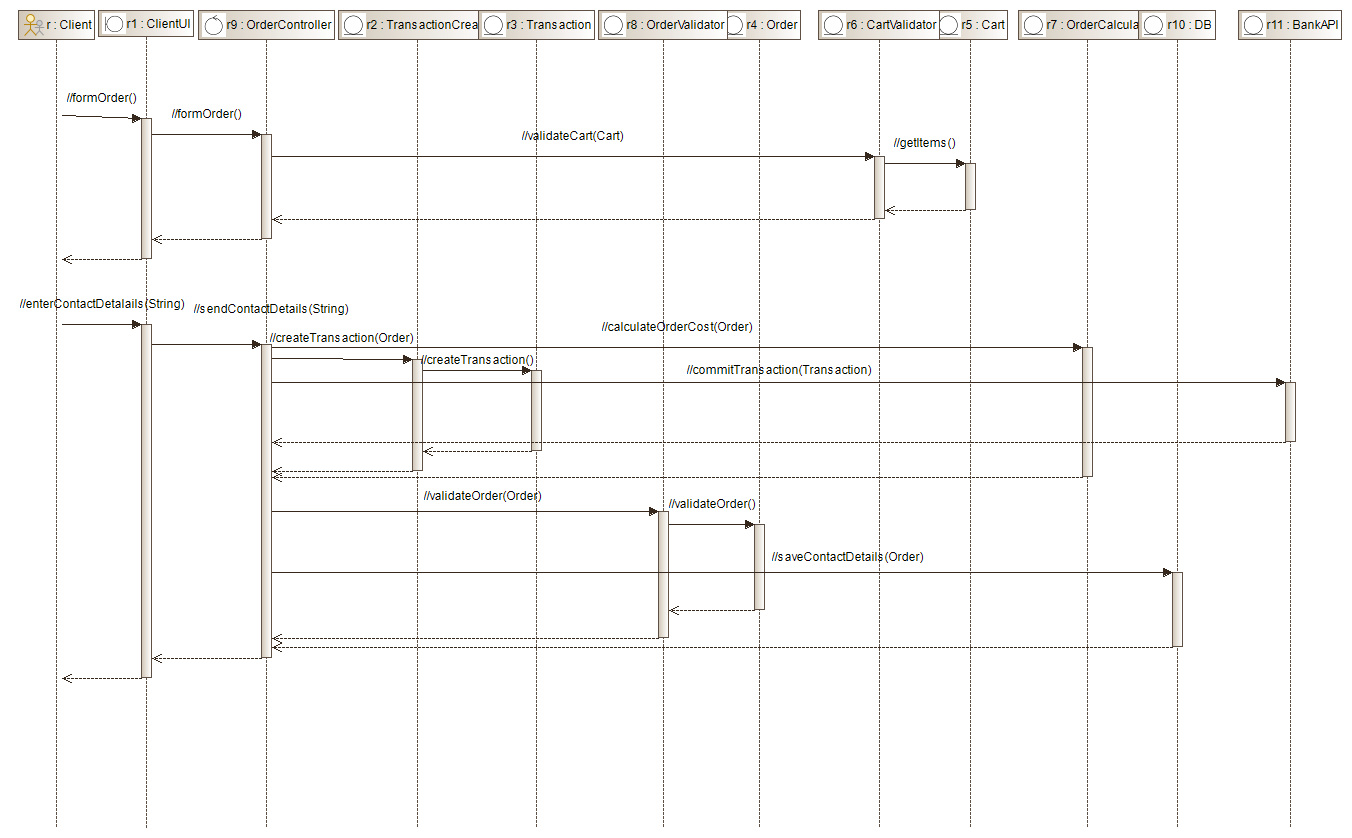 r : Client
r1 : ClientUI
r9 : OrderController
r2 : TransactionCrea
r3 : Transaction
r8 : OrderValidator
r4 : Order
r6 : CartValidator
r5 : Cart
r7 : OrderCalcula
r10 : DB
r11 : BankAPI
//formOrder()
//formOrder()
//validateCart(Cart)
//getItems()
//enterContactDetalails(String)
//sendContactDetails(String)
//calculateOrderCost(Order)
//createTransaction(Order)
//createTransaction()
//commitTransaction(Transaction)
//validateOrder(Order)
//validateOrder()
//saveContactDetails(Order)